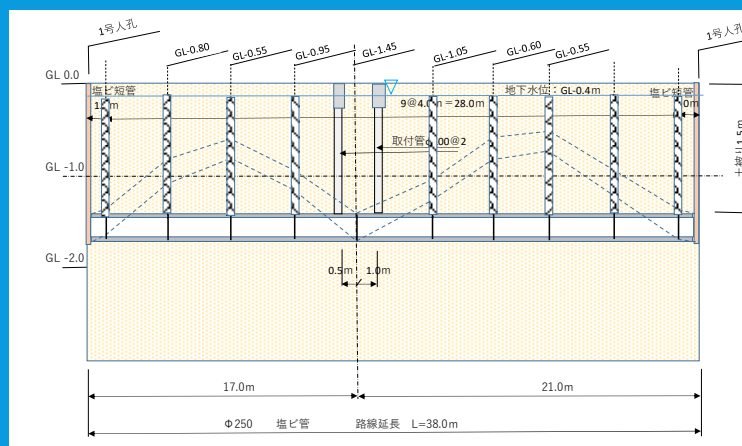 1号人孔
1号人孔
GL-0.80
GL-0.55
GL-0.95
GL-1.45
GL-1.05
GL-0.60
GL-0.55
GL 0.0
塩ビ短管
地下水位：GL-0.4m
塩ビ短管
9@4.0m＝28.0m
取付管
GL -1.0
GL -2.0
0.5m
1.0m
17.0m
21.0m
Φ250 塩ビ管 路線延長 L=38.0m